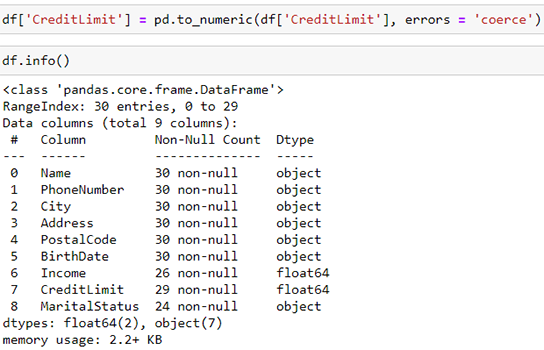 df['CreditLimit'] = pd.to_numeric(df['CreditLimit'], errors = 'coerce')
df.info()
<class 'pandas.core.frame.DataFrame'>
RangeIndex: 30 entries, 0 to 29
Data columns (total 9 columns):
 #   Column         Non-Null Count  Dtype
---  ------         --------------  -----
 0   Name           30 non-null     object
 1   PhoneNumber    30 non-null     object
 2   City           30 non-null     object
 3   Address        30 non-null     object
 4   PostalCode     30 non-null     object
 5   BirthDate      30 non-null     object
 6   Income         26 non-null     float64
 7   CreditLimit    29 non-null     float64
 8   MaritalStatus  24 non-null     object
dtypes: float64(2), object(7)
memory usage: 2.2+ KB